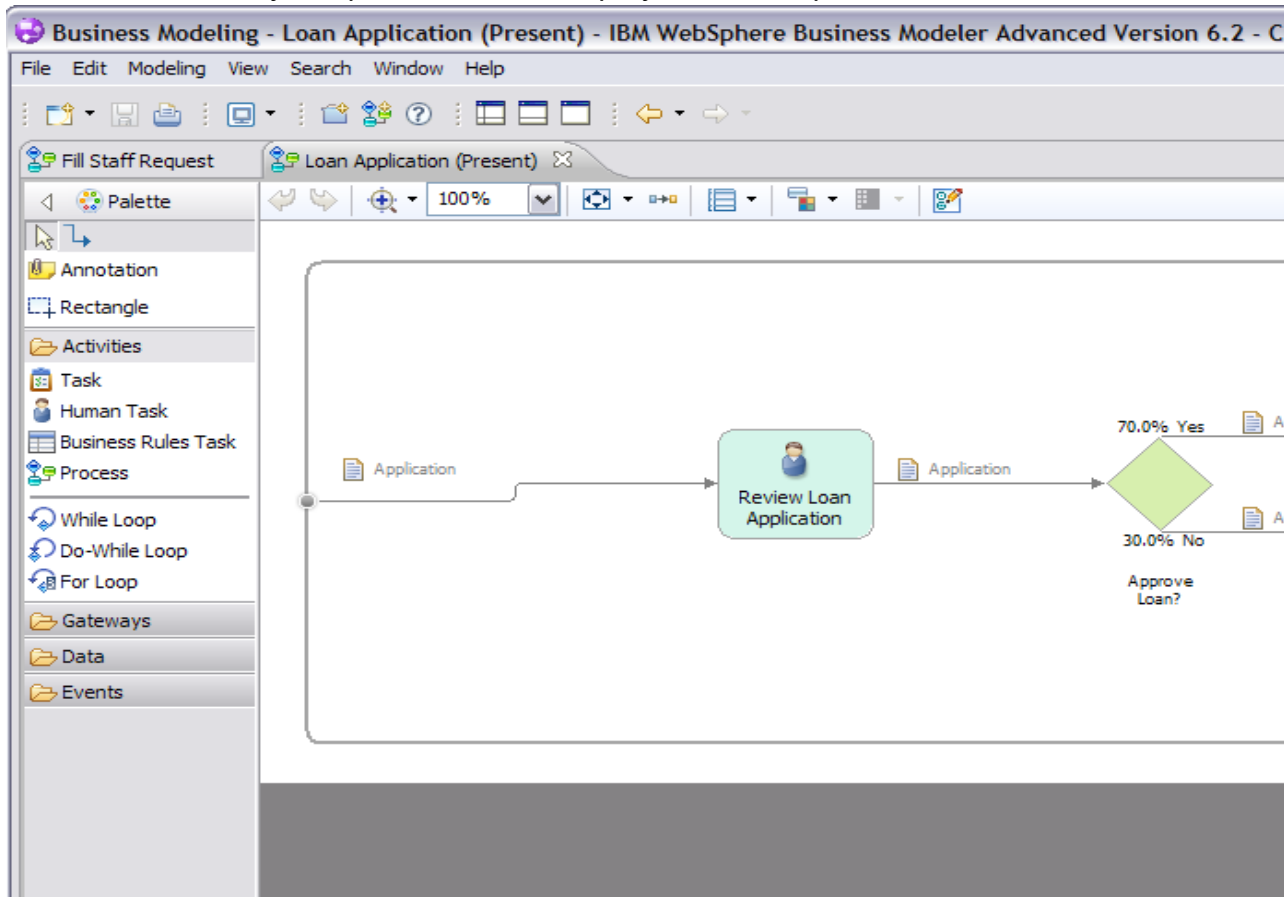 Business Modeling - Loan Application (Present) - IBM WebSphere Business Modeler Advanced Version 6.2 - C
File Edit Modeling View Search Window Help
Fill Staff Request Loan Application (Present)
Palette 100%
Annotation
Rectangle
Activities
Task
Human Task
Business Rules Task
Process
While Loop
Do-While Loop
For Loop
Gateways
Data
Events
Application
Review Loan
Application
Application
70.0% Yes
A
30.0% No
A
Approve
Loan?